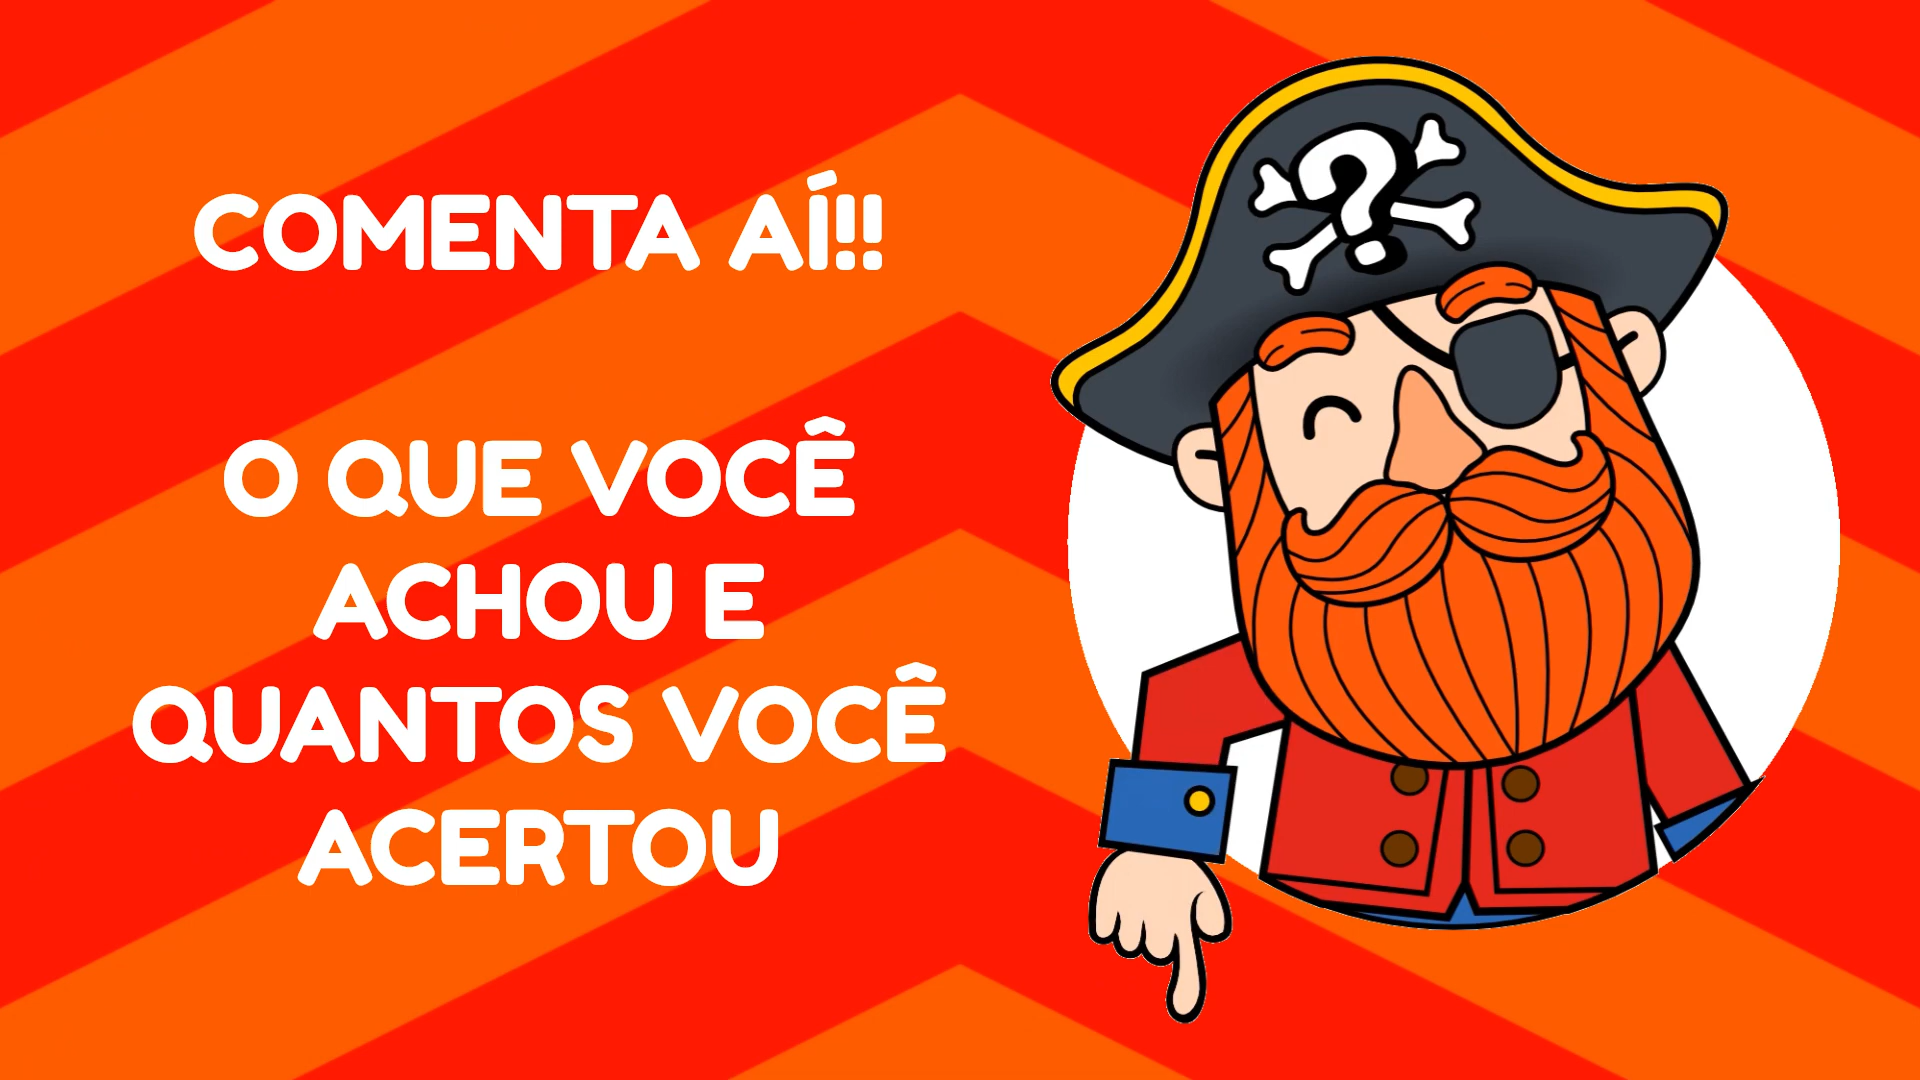 COMENTA AÍ!!
O QUE VOCÊ
ACHOU E
QUANTOS VOCÊ
ACERTOU
?